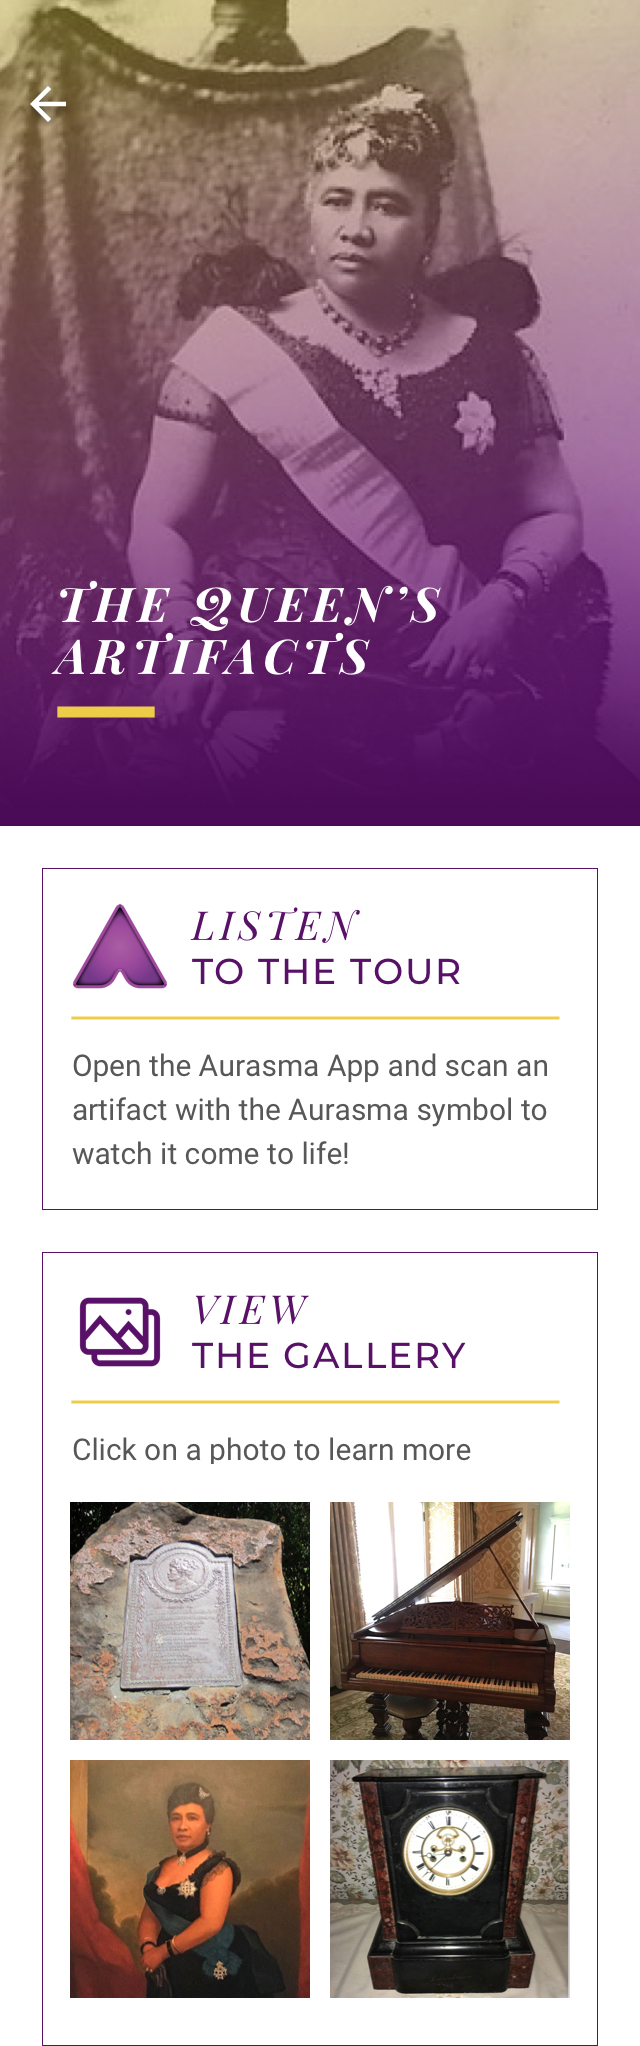 THE QUEEN’S
ARTIFACTS
LISTEN
TO THE TOUR
Open the Aurasma App and scan an
artifact with the Aurasma symbol to
watch it come to life!
VIEW
THE GALLERY
Click on a photo to learn more